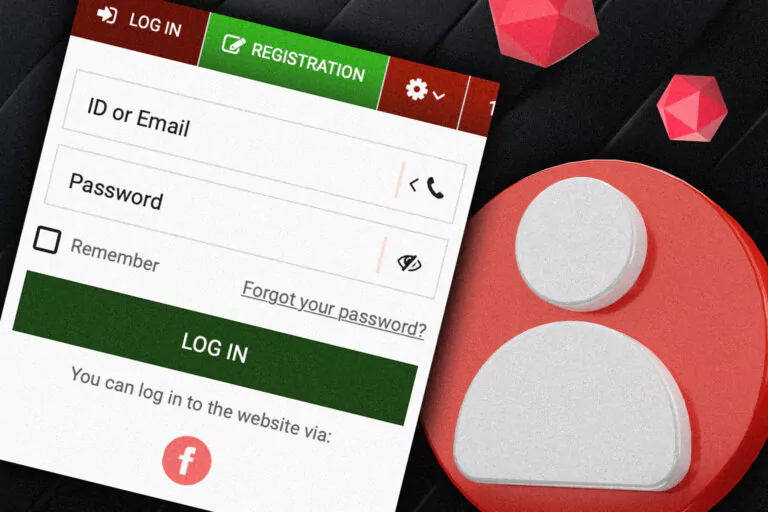 LOG IN
REGISTRATION
ID or Email
Password
Remember
Forgot your password?
LOG IN
You can log in to the website via:
f